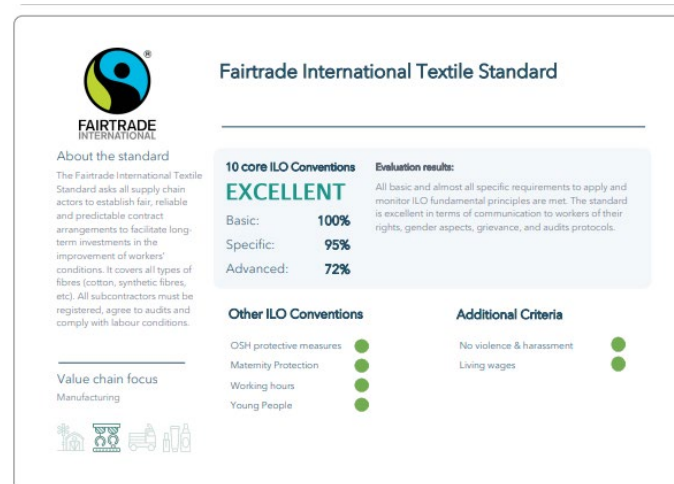 Fairtrade International Textile Standard
®
FAIRTRADE
INTERNATIONAL
About the standard
The Fairtrade International Textile
Standard asks all supply chain
actors to establish fair, reliable
and predictable contract
arrangements to facilitate long-
term investments in the
improvement of workers'
conditions. It covers all types of
fibres (cotton, synthetic fibres,
etc). All subcontractors must be
registered, agree to audits and
comply with labour conditions.
Value chain focus
Manufacturing
10 core ILO Conventions
EXCELLENT
Basic: 100%
Specific: 95%
Advanced: 72%
Evaluation results:
All basic and almost all specific requirements to apply and
monitor ILO fundamental principles are met. The standard
is excellent in terms of communication to workers of their
rights, gender aspects, grievance, and audits protocols.
Other ILO Conventions
OSH protective measures
Maternity Protection
Working hours
Young People
Additional Criteria
No violence & harassment
Living wages